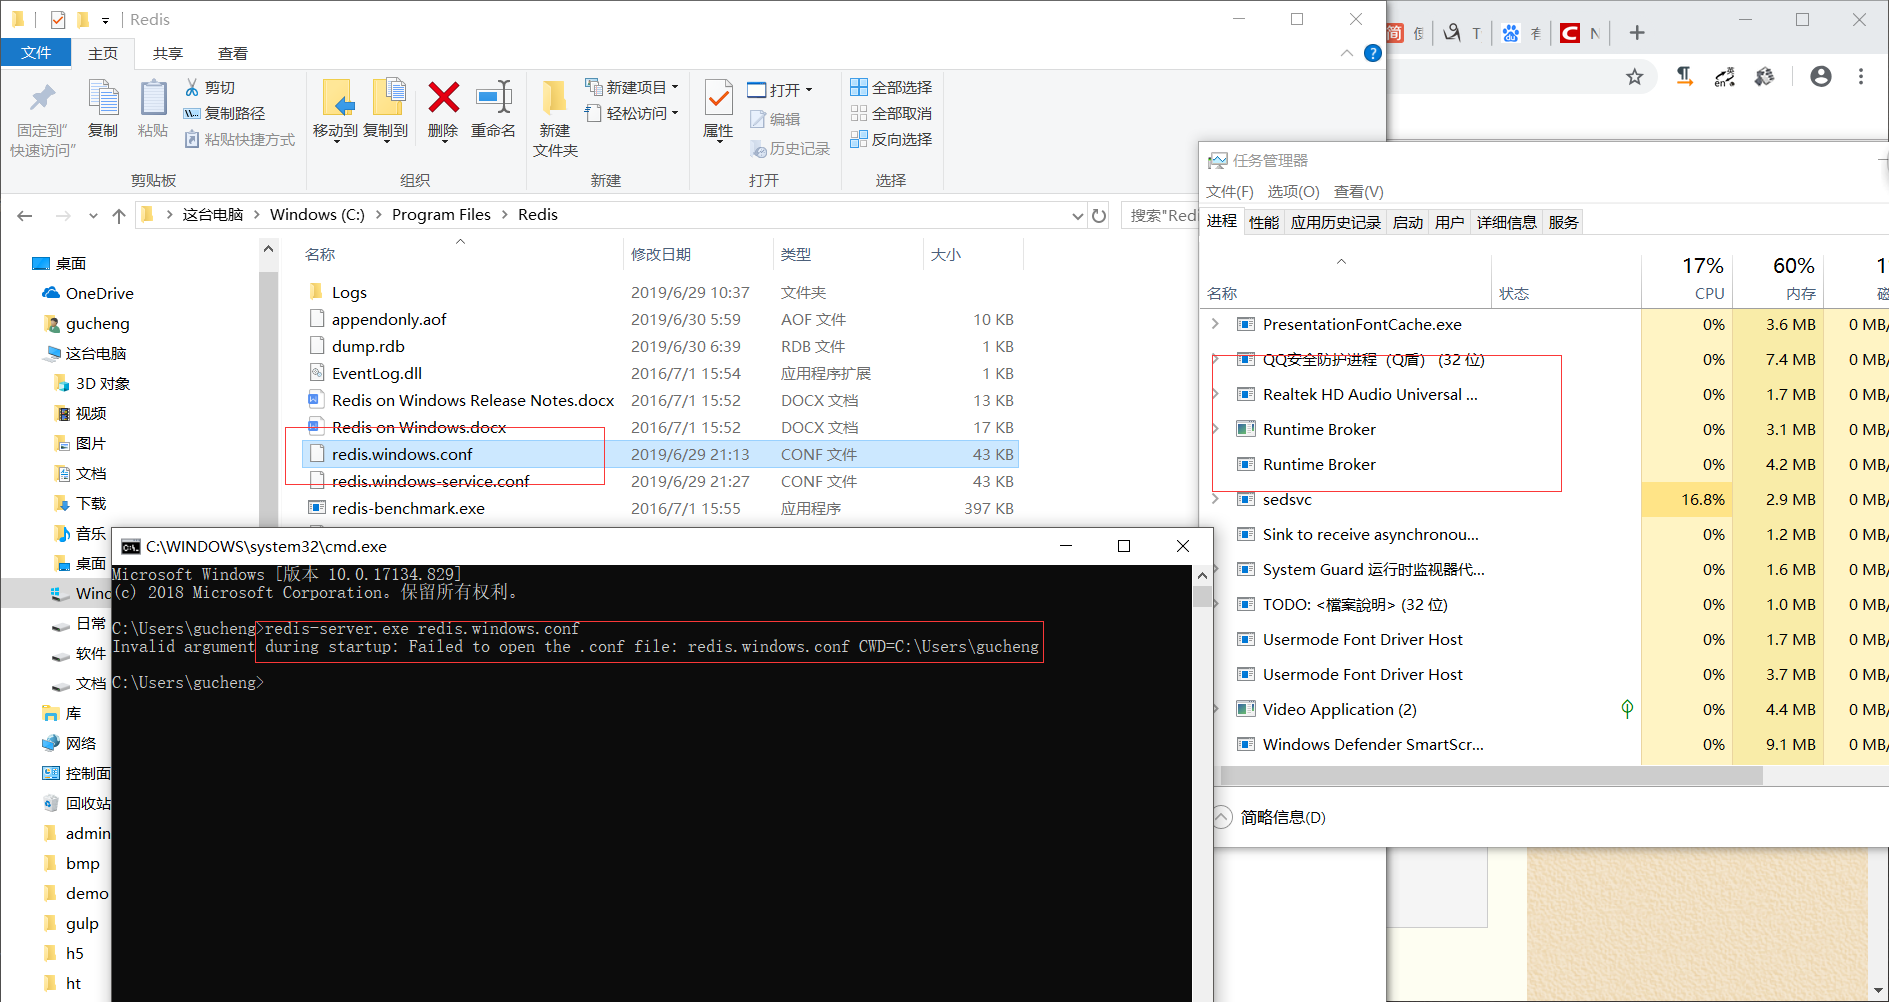 Redis
文件
主页
共享
查看
固定到"
快速访问"
复制
粘贴
剪切
复制路径
粘贴快捷方式
剪贴板
移动到
复制到
删除
重命名
组织
新建
文件夹
新建项目
轻松访问
新建
属性
打开
编辑
历史记录
打开
全部选择
全部取消
反向选择
选择
这台电脑
Windows (C:)
Program Files
Redis
搜索"Redi
桌面
OneDrive
gucheng
这台电脑
3D 对象
视频
图片
文档
下载
音乐
桌面
Wind
日常
软件
文档
库
网络
控制面
回收站
admin
bmp
demo
gulp
h5
ht
名称 修改日期 类型 大小
Logs 2019/6/29 10:37 文件夹
appendonly.aof 2019/6/30 5:59 AOF 文件 10 KB
dump.rdb 2019/6/30 6:39 RDB 文件 1 KB
EventLog.dll 2016/7/1 15:54 应用程序扩展 1 KB
Redis on Windows Release Notes.docx 2016/7/1 15:52 DOCX 文档 13 KB
Redis on Windows.docx 2016/7/1 15:52 DOCX 文档 17 KB
redis.windows.conf 2019/6/29 21:13 CONF 文件 43 KB
redis.windows-service.conf 2019/6/29 21:27 CONF 文件 43 KB
redis-benchmark.exe 2016/7/1 15:55 应用程序 397 KB
C:\WINDOWS\system32\cmd.exe
Microsoft Windows [版本 10.0.17134.829]
(c) 2018 Microsoft Corporation。保留所有权利。
C:\Users\gucheng>redis-server.exe redis.windows.conf
Invalid argument during startup: Failed to open the .conf file: redis.windows.conf CWD=C:\Users\gucheng
C:\Users\gucheng>
简
T
有
N
任务管理器
文件(F) 选项(O) 查看(V)
进程 性能 应用历史记录 启动 用户 详细信息 服务
17% 60% 1
名称 状态 CPU 内存 磁
PresentationFontCache.exe 0% 3.6 MB 0 MB/
QQ安全防护进程（Q盾） (32 位) 0% 7.4 MB 0 MB/
Realtek HD Audio Universal ... 0% 1.7 MB 0 MB/
Runtime Broker 0% 3.1 MB 0 MB/
Runtime Broker 0% 4.2 MB 0 MB/
sedsvc 16.8% 2.9 MB 0 MB/
Sink to receive asynchronou... 0% 1.2 MB 0 MB/
System Guard 运行时监视器代... 0% 1.6 MB 0 MB/
TODO: <檔案說明> (32 位) 0% 1.0 MB 0 MB/
Usermode Font Driver Host 0% 1.7 MB 0 MB/
Usermode Font Driver Host 0% 3.7 MB 0 MB/
Video Application (2) 0% 4.4 MB 0 MB/
Windows Defender SmartScr... 0% 9.1 MB 0 MB/
简略信息(D)